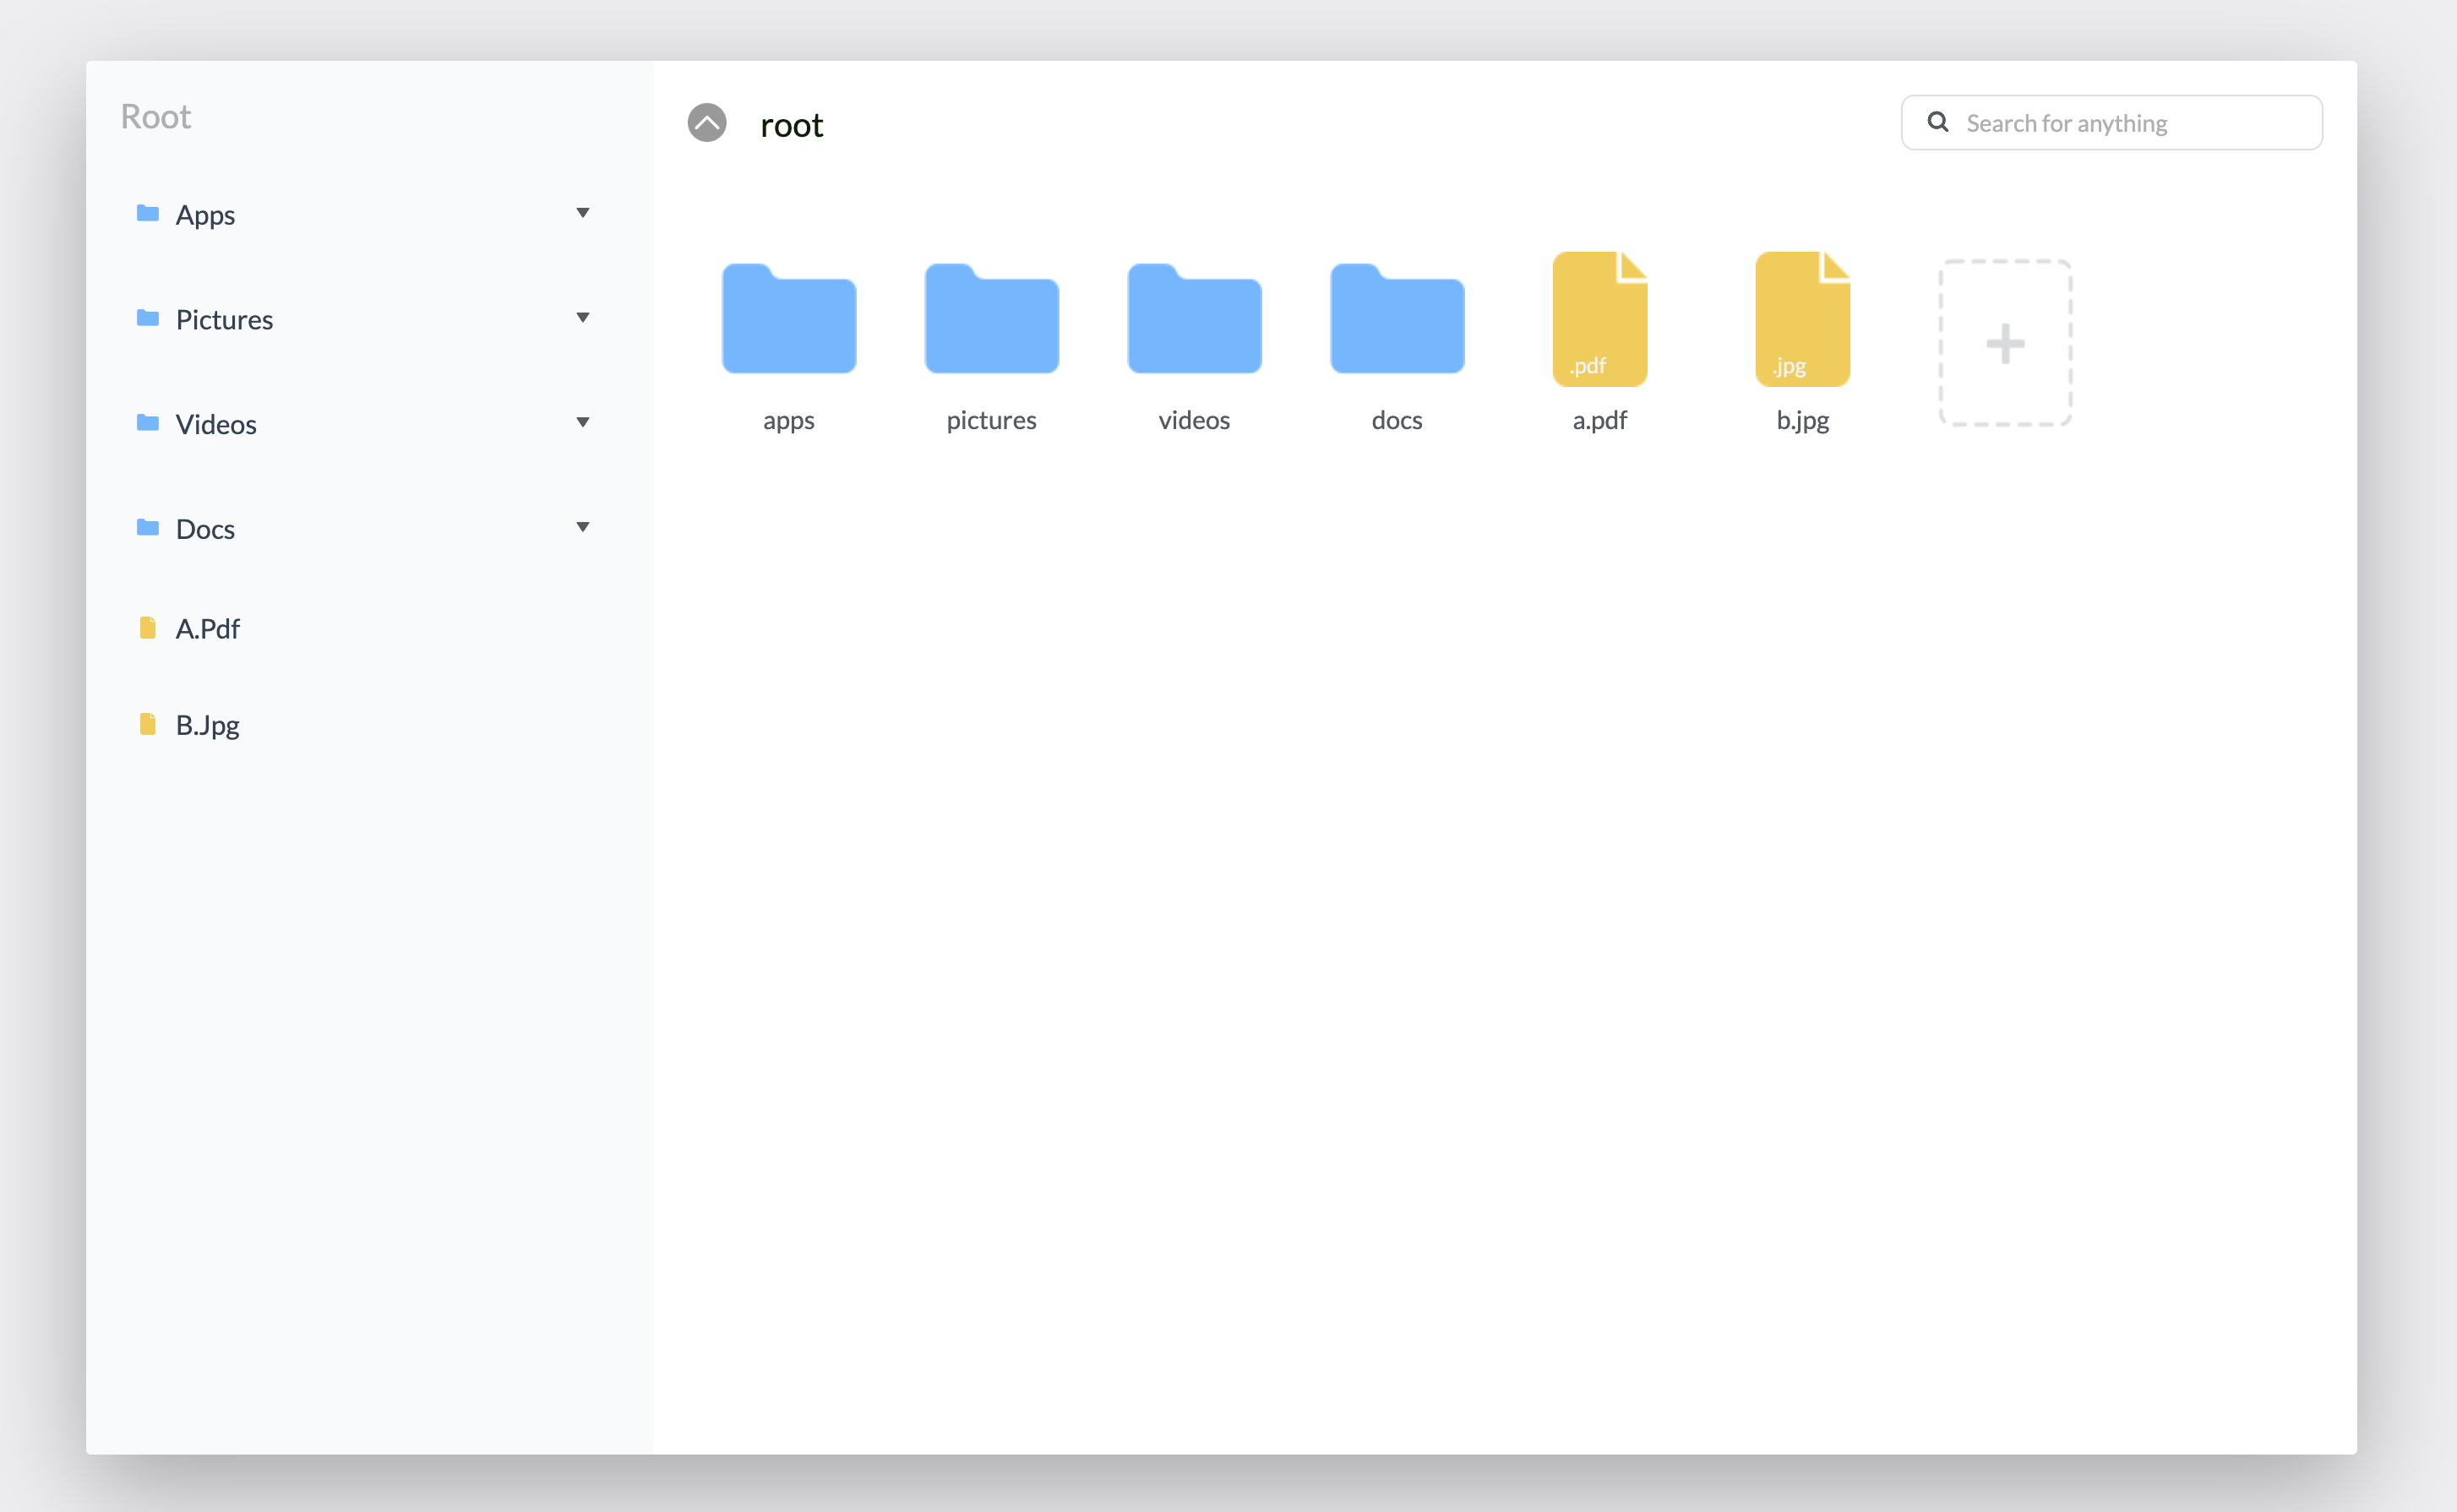 Root
Apps
Pictures
Videos
Docs
A.Pdf
B.Jpg
root
Search for anything
.pdf
.jpg
apps
pictures
videos
docs
a.pdf
b.jpg